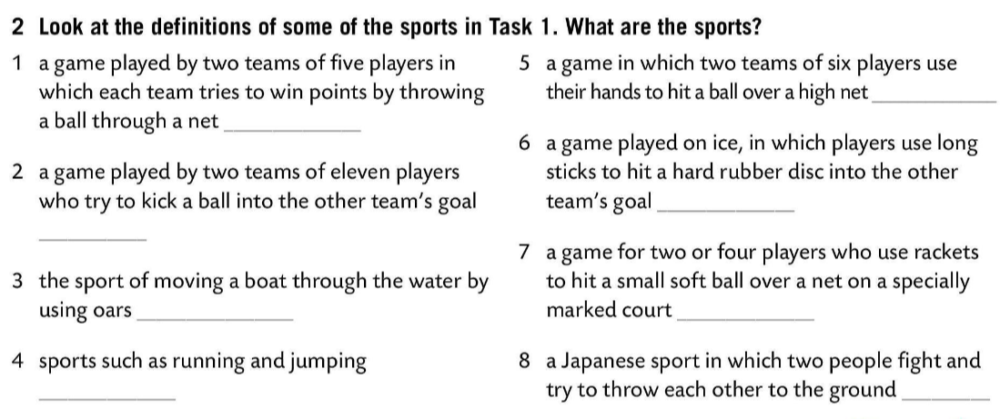 2 Look at the definitions of some of the sports in Task 1. What are the sports?
1 a game played by two teams of five players in
which each team tries to win points by throwing
a ball through a net ____________
2 a game played by two teams of eleven players
who try to kick a ball into the other team's goal
____________
3 the sport of moving a boat through the water by
using oars ____________
4 sports such as running and jumping
____________
5 a game in which two teams of six players use
their hands to hit a ball over a high net ____________
6 a game played on ice, in which players use long
sticks to hit a hard rubber disc into the other
team's goal ____________
7 a game for two or four players who use rackets
to hit a small soft ball over a net on a specially
marked court ____________
8 a Japanese sport in which two people fight and
try to throw each other to the ground ____________